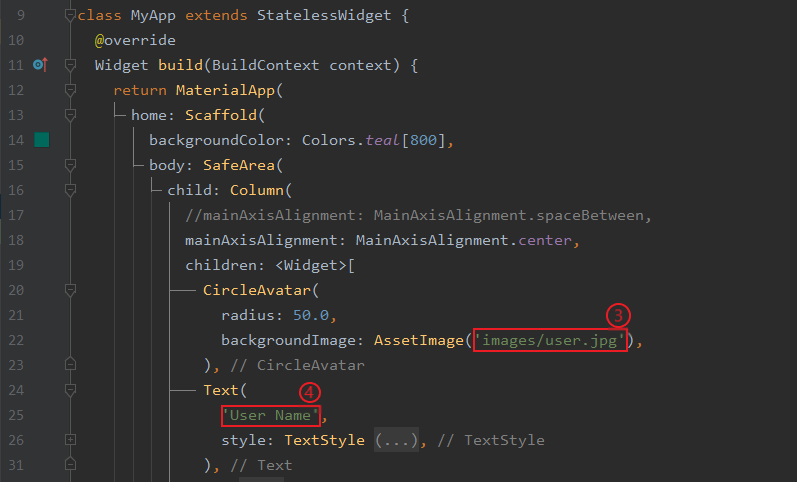 9 class MyApp extends StatelessWidget {
10 @override
11 Widget build(BuildContext context) {
12 return MaterialApp(
13 home: Scaffold(
14 backgroundColor: Colors.teal[800],
15 body: SafeArea(
16 child: Column(
17 //mainAxisAlignment: MainAxisAlignment.spaceBetween,
18 mainAxisAlignment: MainAxisAlignment.center,
19 children: <Widget>[
20 CircleAvatar(
21 radius: 50.0,
3
22 backgroundImage: AssetImage('images/user.jpg'),
23 ), // CircleAvatar
24 Text(
4
25 'User Name',
26 style: TextStyle (...), // TextStyle
31 ), // Text